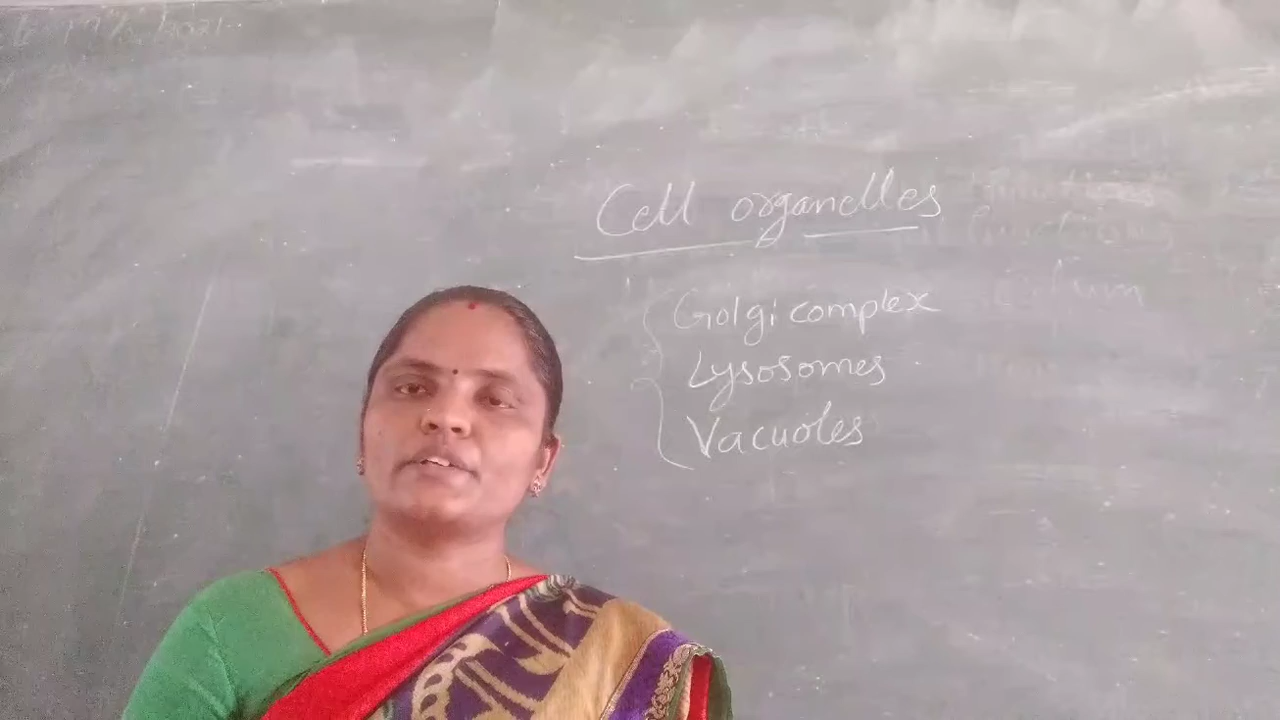 Cell organelles
Golgi complex
Lysosomes
Vacuoles